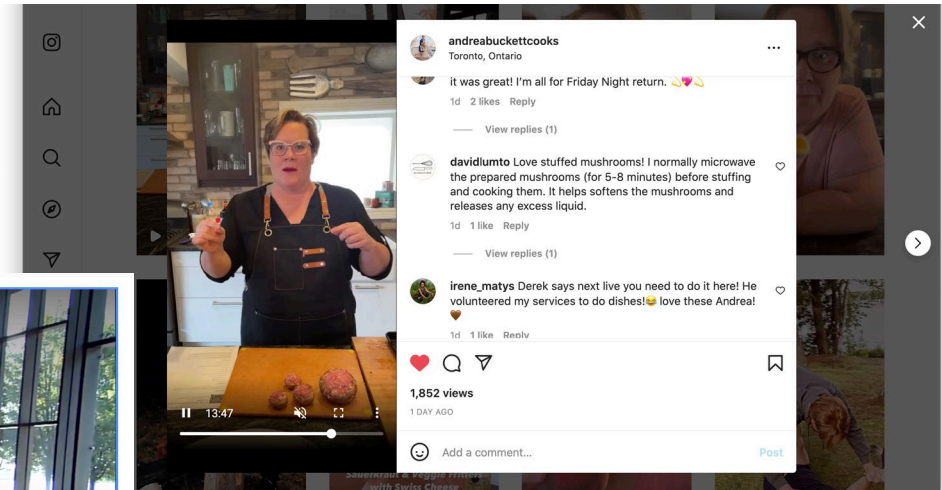 andreabuckettcooks
Toronto, Ontario
it was great! I'm all for Friday Night return. 💫💖💫
1d 2 likes Reply
View replies (1)
davidlumto Love stuffed mushrooms! I normally microwave
the prepared mushrooms (for 5-8 minutes) before stuffing
and cooking them. It helps softens the mushrooms and
releases any excess liquid.
1d 1 like Reply
View replies (1)
irene_matys Derek says next live you need to do it here! He
volunteered my services to do dishes!😂 love these Andrea!
🤎
1d 1 like Reply
1,852 views
1 DAY AGO
13:47
Add a comment... Post
Sauerkraut & Veggie Fritters
with Swiss Cheese